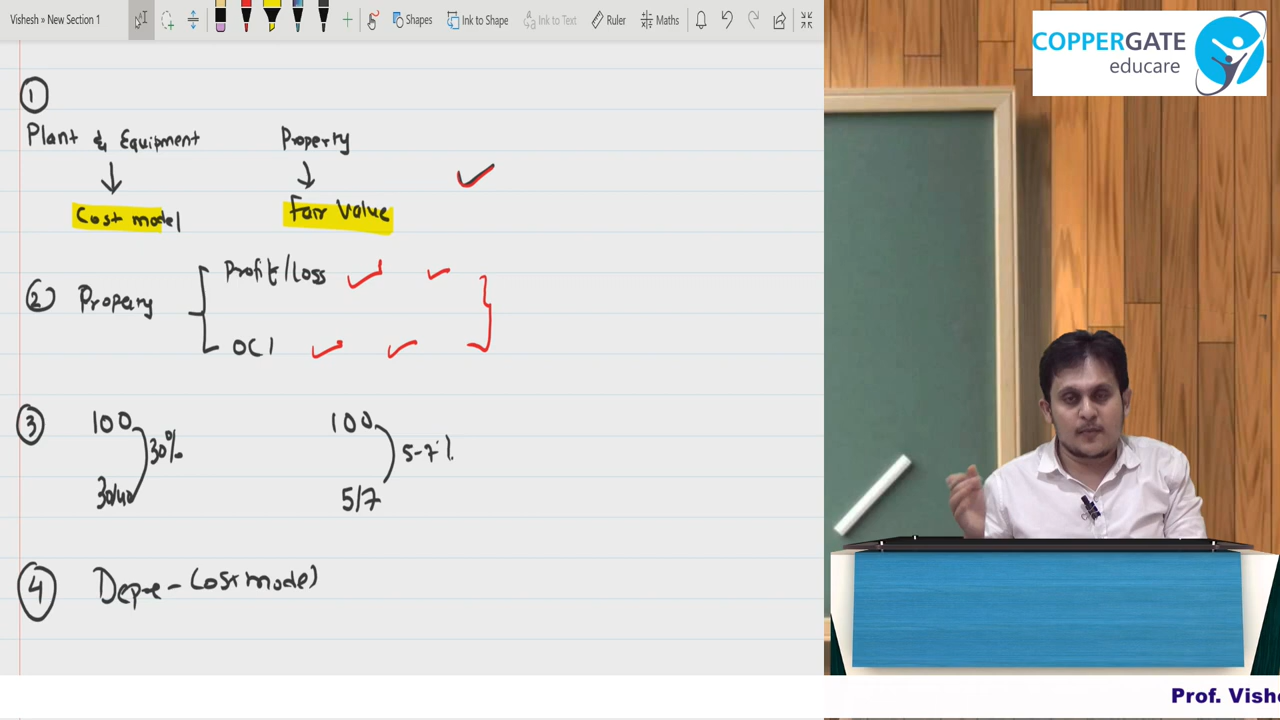 Vishesh » New Section 1
Shapes
Ink to Shape
Ink to Text
Ruler
Maths
COPPERGATE
educare
1
Plant & Equipment Property
Cost model Fair Value
2 Property
Profit/Loss
OCI
3 100 30% 100 5-7%
30/40 5/7
4 Depre - Cost model
Prof. Vishe